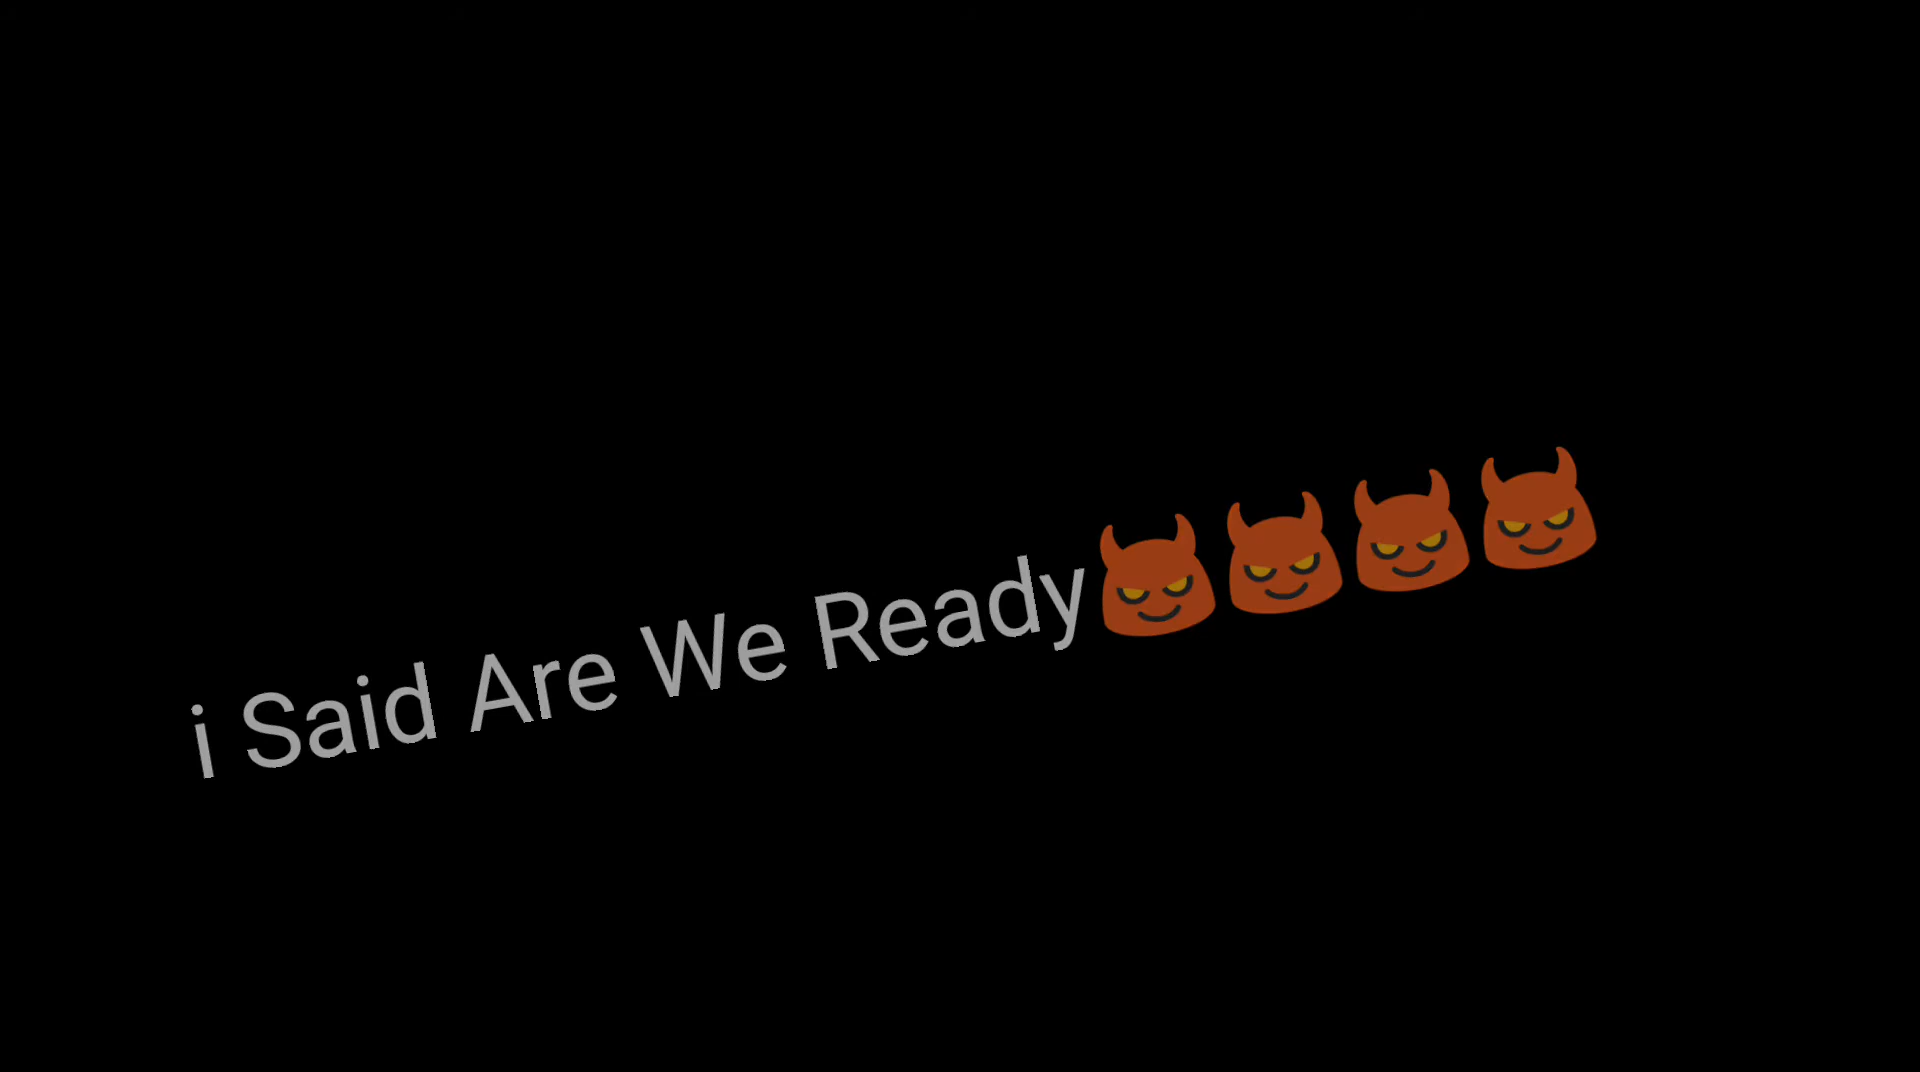 i Said Are We Ready😈😈😈😈